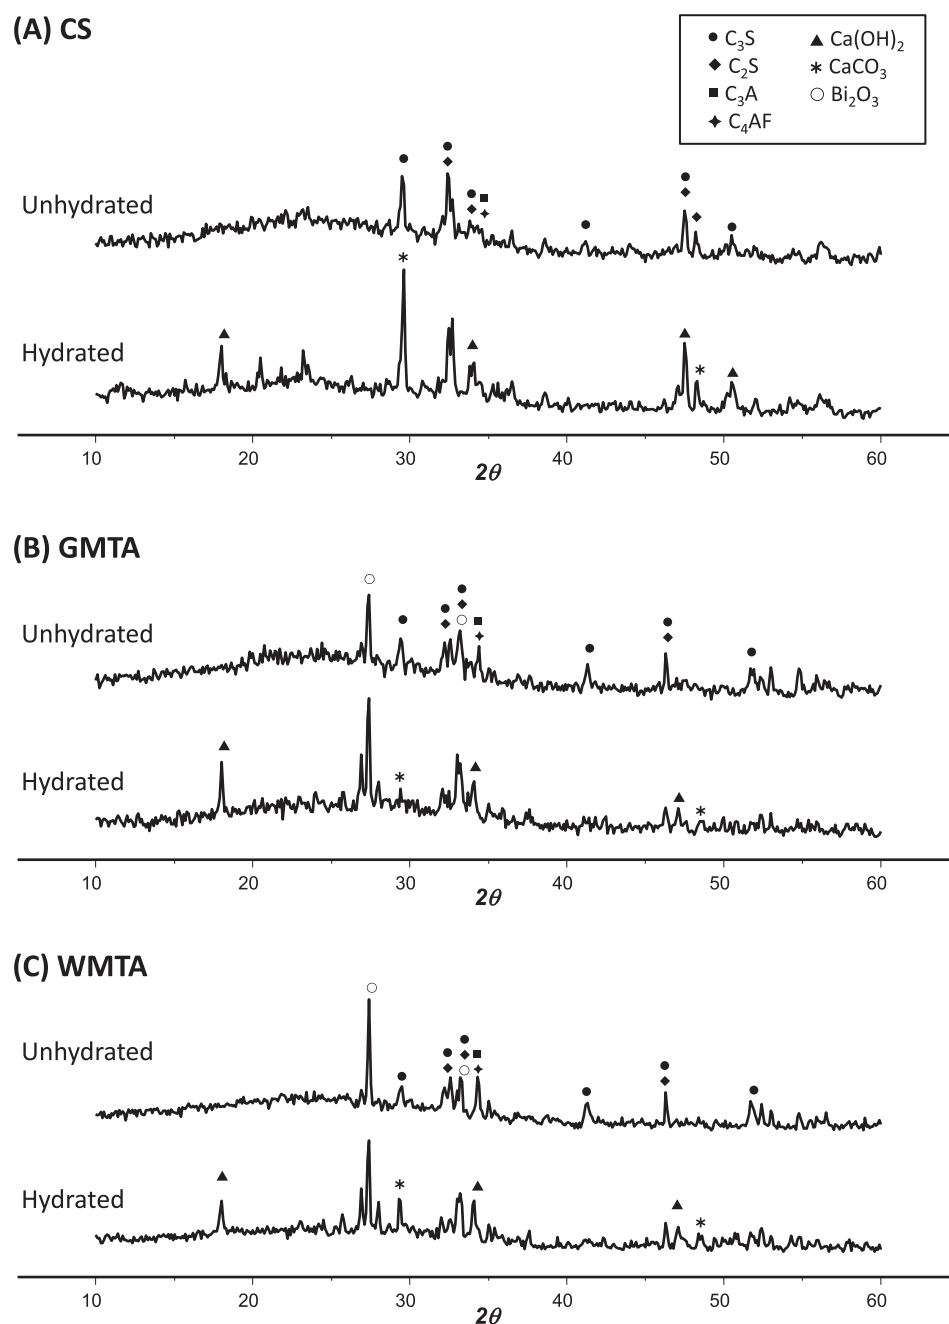 (A) CS
● C₃S ▲ Ca(OH)₂
◆ C₂S * CaCO₃
■ C₃A ○ Bi₂O₃
✦ C₄AF
Unhydrated
Hydrated
10 20 30 40 50 60
2θ
(B) GMTA
Unhydrated
Hydrated
10 20 30 40 50 60
2θ
(C) WMTA
Unhydrated
Hydrated
10 20 30 40 50 60
2θ